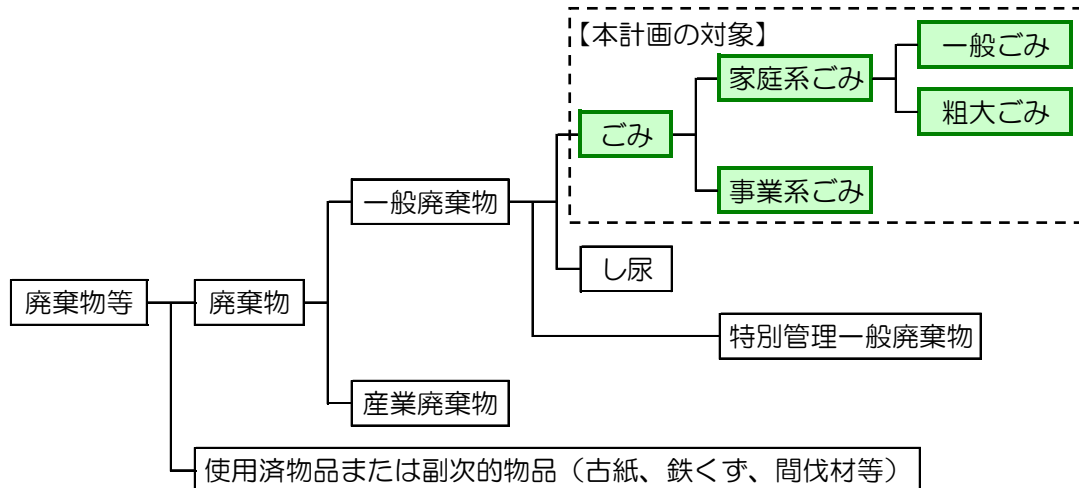 【本計画の対象】
一般ごみ
家庭系ごみ
粗大ごみ
ごみ
事業系ごみ
一般廃棄物
し尿
廃棄物等
廃棄物
特別管理一般廃棄物
産業廃棄物
使用済物品または副次的物品（古紙、鉄くず、間伐材等）